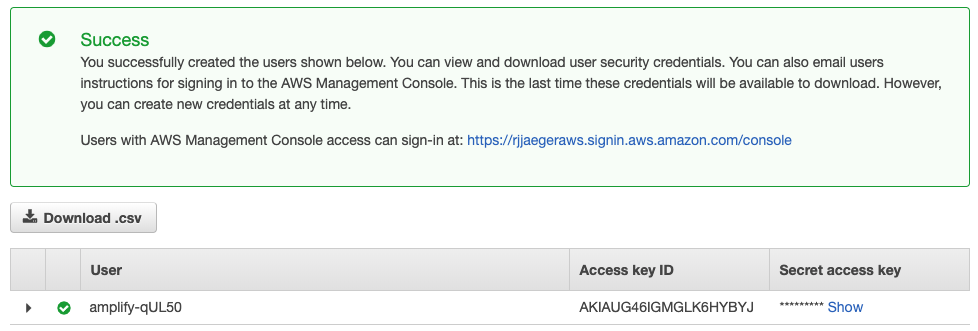 Success
You successfully created the users shown below. You can view and download user security credentials. You can also email users
instructions for signing in to the AWS Management Console. This is the last time these credentials will be available to download. However,
you can create new credentials at any time.
Users with AWS Management Console access can sign-in at: https://rjjaegeraws.signin.aws.amazon.com/console
Download .csv
User Access key ID Secret access key
amplify-qUL50 AKIAUG46IGMGLK6HYBYJ ********* Show